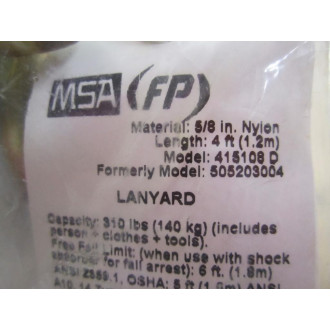 MSA (FP)
Material: 5/8 in. Nylon
Length: 4 ft (1.2m)
Model: 415108 D
Formerly Model: 505203004
LANYARD
Capacity: 310 lbs (140 kg) (includes
person + clothes + tools).
Free Fall Limit: (when use with shock
absorber for fall arrest): 6 ft. (1.8m)
ANSI Z359.1, OSHA: 5 ft (1.5m) ANSI
A10.14